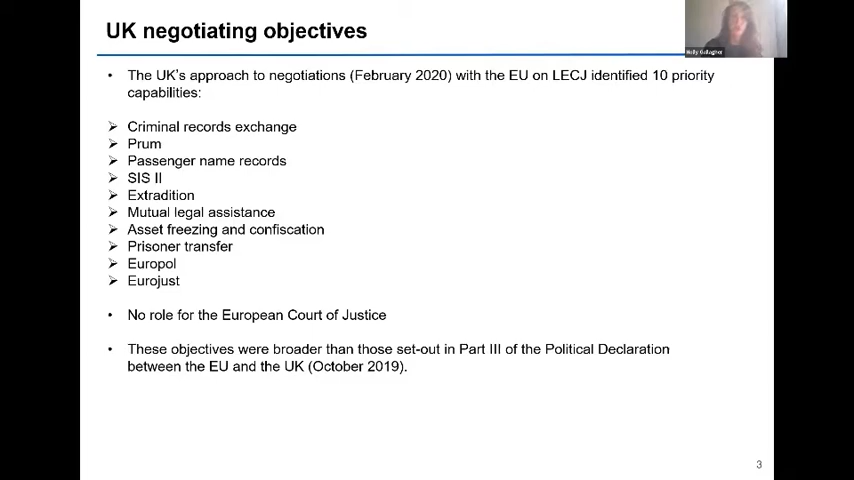 UK negotiating objectives
Holly Gallagher
• The UK's approach to negotiations (February 2020) with the EU on LECJ identified 10 priority
capabilities:
➢ Criminal records exchange
➢ Prum
➢ Passenger name records
➢ SIS II
➢ Extradition
➢ Mutual legal assistance
➢ Asset freezing and confiscation
➢ Prisoner transfer
➢ Europol
➢ Eurojust
• No role for the European Court of Justice
• These objectives were broader than those set-out in Part III of the Political Declaration
between the EU and the UK (October 2019).
3